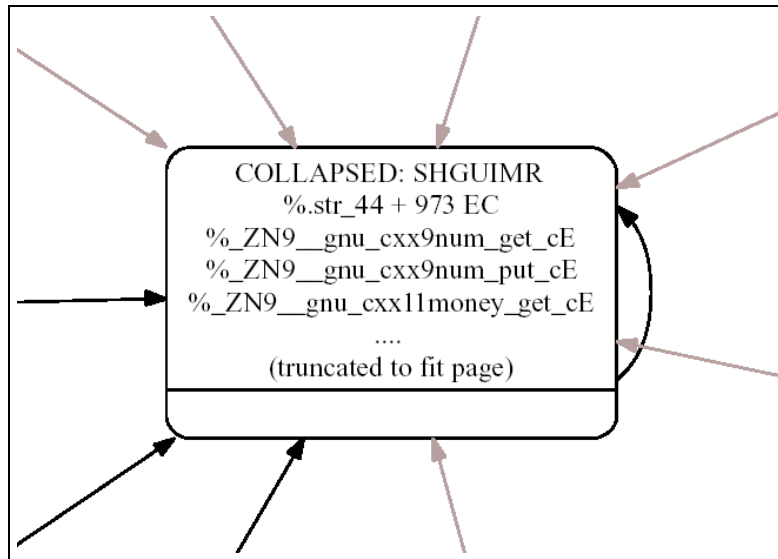 COLLAPSED: SHGUIMR
%.str_44 + 973 EC
%_ZN9__gnu_cxx9num_get_cE
%_ZN9__gnu_cxx9num_put_cE
%_ZN9__gnu_cxx11money_get_cE
....
(truncated to fit page)